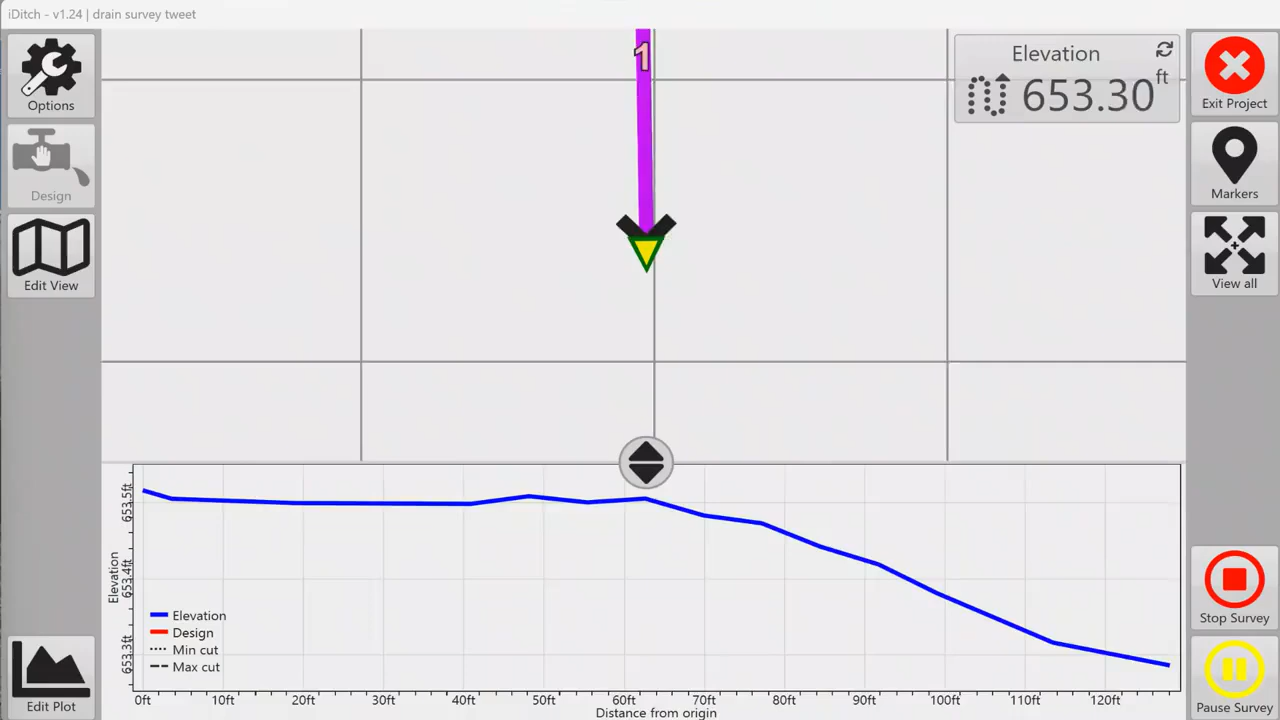 iDitch - v1.24 | drain survey tweet
Options
Design
Edit View
1
Elevation
653.30 ft
Exit Project
Markers
View all
Elevation
653.5ft
653.4ft
653.3ft
Elevation
Design
Min cut
Max cut
0ft 10ft 20ft 30ft 40ft 50ft 60ft 70ft 80ft 90ft 100ft 110ft 120ft
Distance from origin
Edit Plot
Stop Survey
Pause Survey